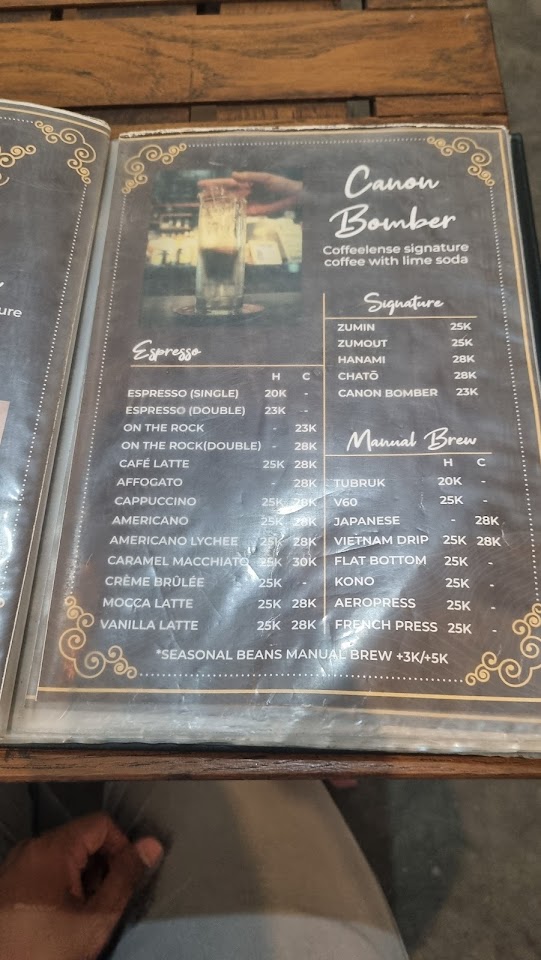 ure
Canon
Bomber
Coffeelense signature
coffee with lime soda
Espresso
H C
ESPRESSO (SINGLE) 20K -
ESPRESSO (DOUBLE) 23K -
ON THE ROCK - 23K
ON THE ROCK(DOUBLE) - 28K
CAFÉ LATTE 25K 28K
AFFOGATO - 28K
CAPPUCCINO 25K 28K
AMERICANO 25K 28K
AMERICANO LYCHEE 25K 28K
CARAMEL MACCHIATO 25K 30K
CRÈME BRÛLÉE 25K -
MOCCA LATTE 25K 28K
VANILLA LATTE 25K 28K
Signature
ZUMIN 25K
ZUMOUT 25K
HANAMI 28K
CHATŌ 28K
CANON BOMBER 23K
Manual Brew
H C
TUBRUK 20K -
V60 25K -
JAPANESE - 28K
VIETNAM DRIP 25K 28K
FLAT BOTTOM 25K -
KONO 25K -
AEROPRESS 25K -
FRENCH PRESS 25K -
*SEASONAL BEANS MANUAL BREW +3K/+5K